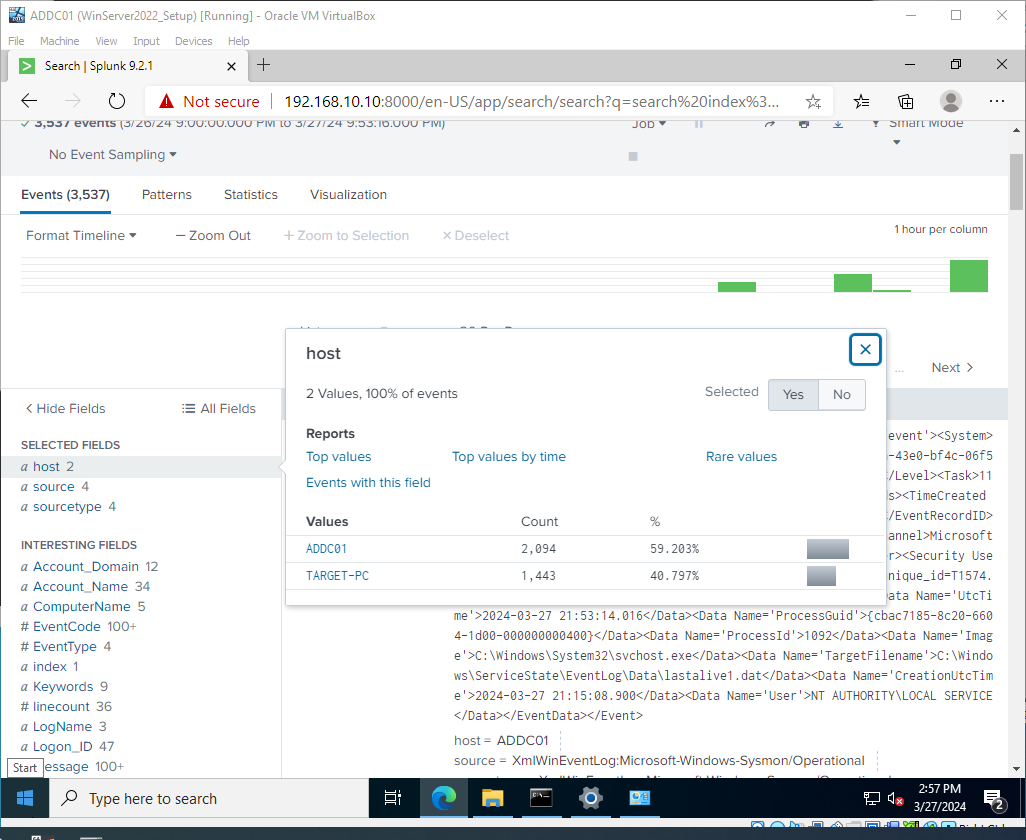 ADDC01 (WinServer2022_Setup) [Running] - Oracle VM VirtualBox
File Machine View Input Devices Help
Search | Splunk 9.2.1
Not secure 192.168.10.10:8000/en-US/app/search/search?q=search%20index%3...
3,537 events (3/26/24 9:00:00.000 PM to 3/27/24 9:53:16.000 PM) Job Smart Mode
No Event Sampling
Events (3,537) Patterns Statistics Visualization
Format Timeline — Zoom Out + Zoom to Selection × Deselect 1 hour per column
... Next >
host
2 Values, 100% of events Selected Yes No
Reports
Top values Top values by time Rare values
Events with this field
Values Count %
ADDC01 2,094 59.203%
TARGET-PC 1,443 40.797%
< Hide Fields All Fields
SELECTED FIELDS
a host 2
a source 4
a sourcetype 4
INTERESTING FIELDS
a Account_Domain 12
a Account_Name 34
a ComputerName 5
# EventCode 100+
# EventType 4
a index 1
a Keywords 9
# linecount 36
a LogName 3
a Logon_ID 47
essage 100+
Start
event'><System>
-43e0-bf4c-06f5
/Level><Task>11
s><TimeCreated
/EventRecordID>
annel>Microsoft
r><Security Use
nique_id=T1574.
Data Name='UtcTi
me'>2024-03-27 21:53:14.016</Data><Data Name='ProcessGuid'>{cbac7185-8c20-660
4-1d00-000000000400}</Data><Data Name='ProcessId'>1092</Data><Data Name='Imag
e'>C:\Windows\System32\svchost.exe</Data><Data Name='TargetFilename'>C:\Windo
ws\ServiceState\EventLog\Data\lastalive1.dat</Data><Data Name='CreationUtcTim
e'>2024-03-27 21:15:08.900</Data><Data Name='User'>NT AUTHORITY\LOCAL SERVICE
</Data></EventData></Event>
host = ADDC01
source = XmlWinEventLog:Microsoft-Windows-Sysmon/Operational
Type here to search
2:57 PM
3/27/2024
2